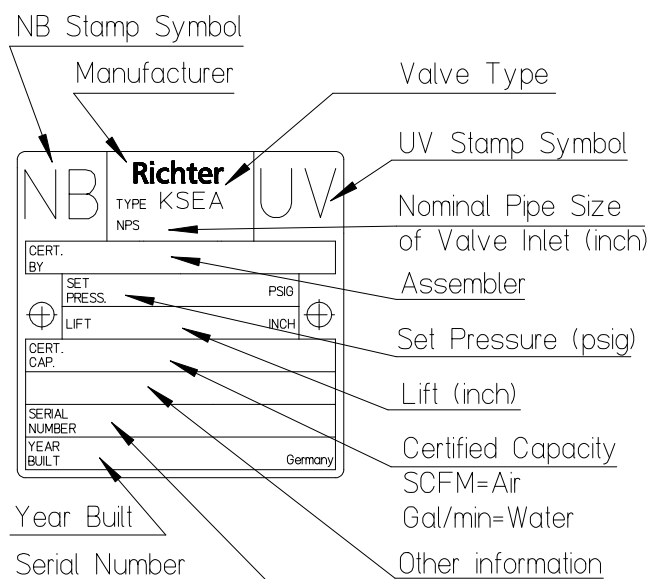 NB Stamp Symbol
Manufacturer
Valve Type
UV Stamp Symbol
NB
Richter
TYPE KSEA
NPS
UV
Nominal Pipe Size
of Valve Inlet (inch)
CERT.
BY
Assembler
SET
PRESS.
PSIG
LIFT
INCH
Set Pressure (psig)
CERT.
CAP.
Lift (inch)
SERIAL
NUMBER
YEAR
BUILT
Germany
Certified Capacity
SCFM=Air
Gal/min=Water
Year Built
Serial Number
Other information